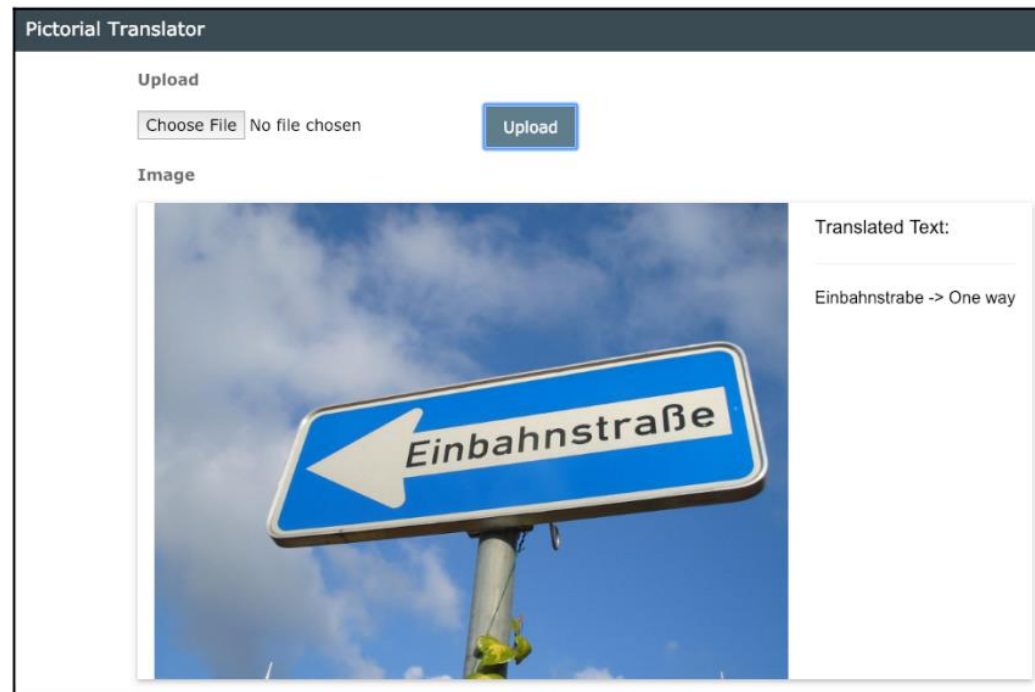 Pictorial Translator
Upload
Choose File No file chosen
Upload
Image
Translated Text:
Einbahnstrabe -> One way
Einbahnstraße